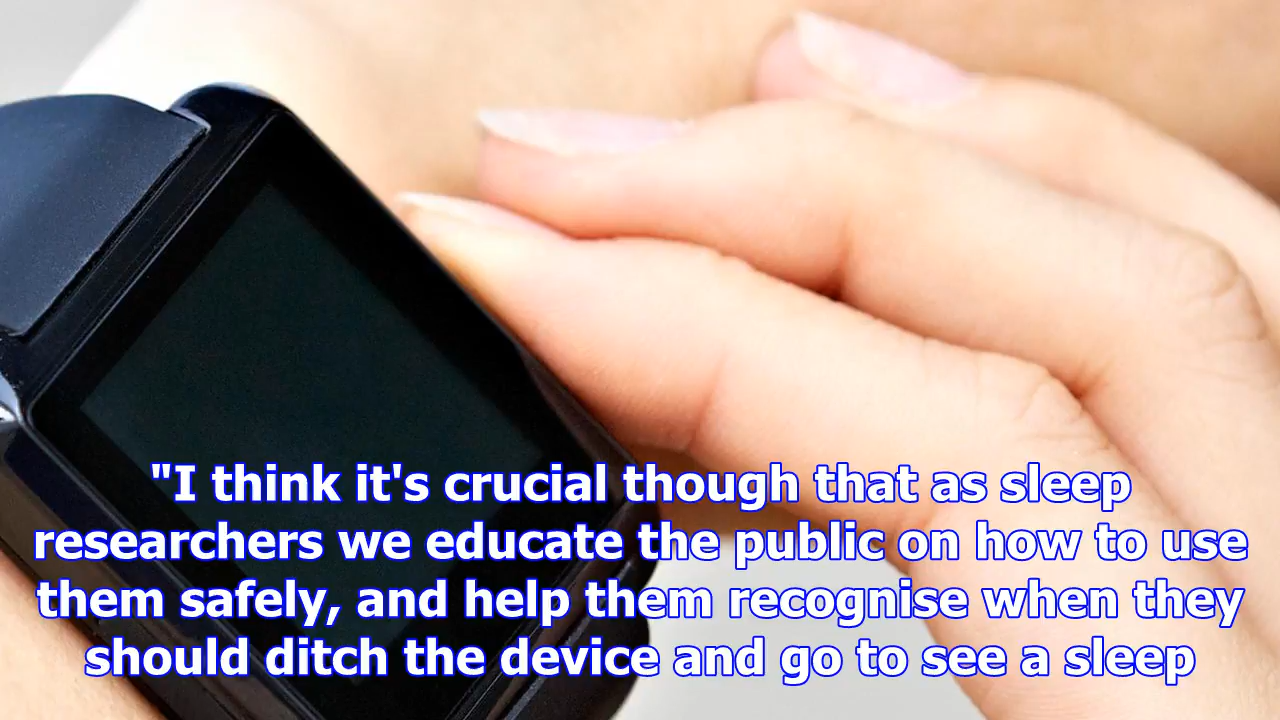 "I think it's crucial though that as sleep
researchers we educate the public on how to use
them safely, and help them recognise when they
should ditch the device and go to see a sleep